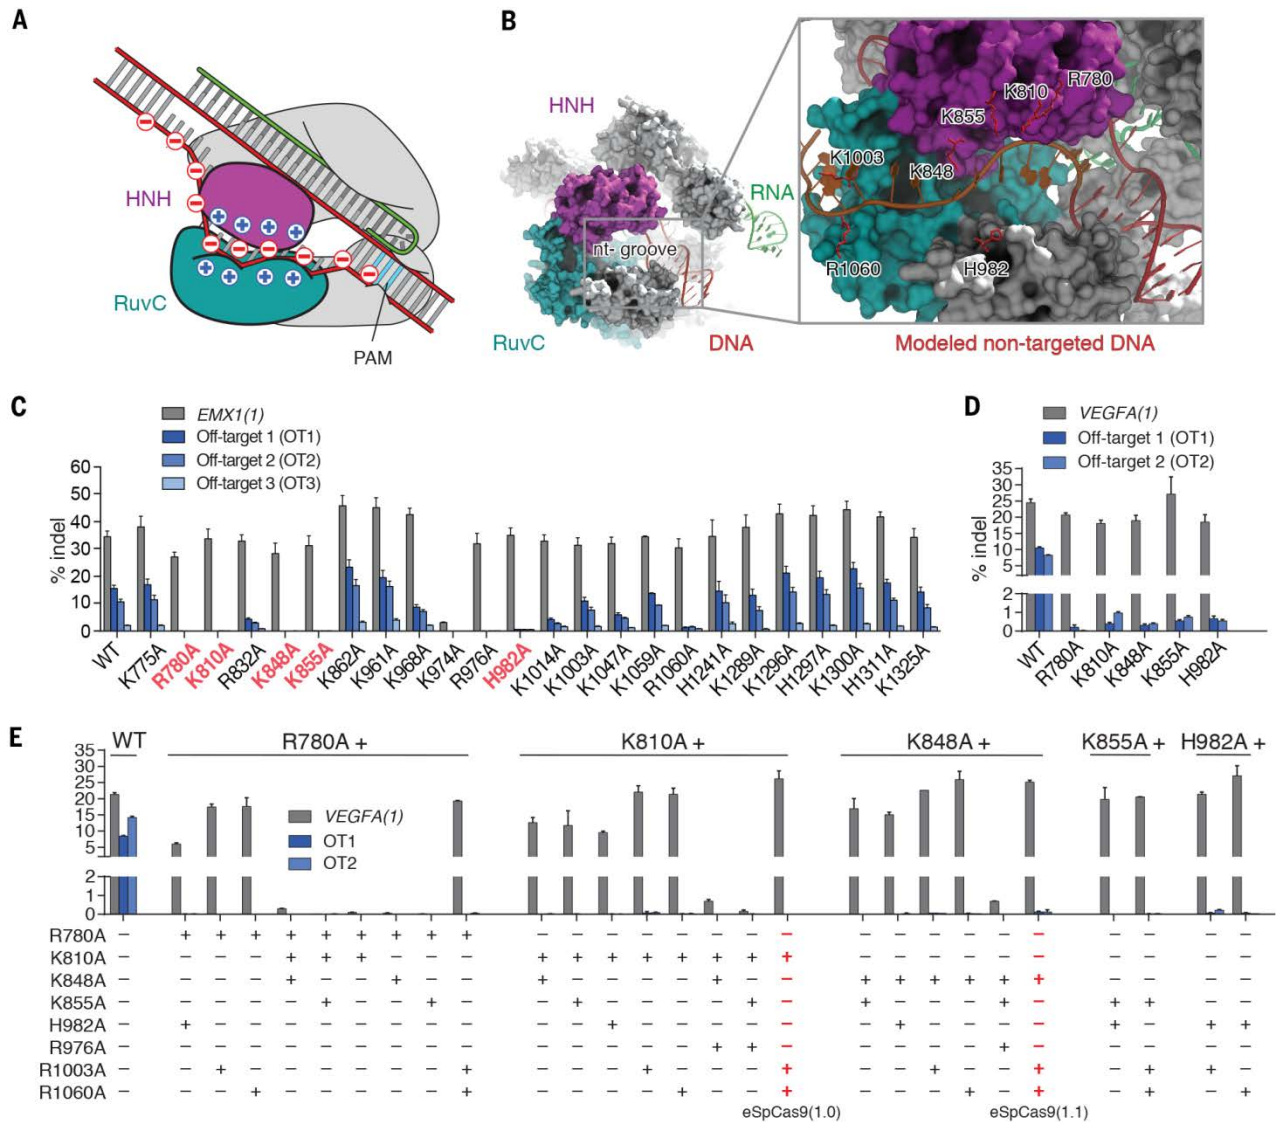 A
HNH
RuvC
PAM
B
HNH
RNA
nt- groove
RuvC
DNA
R780
K810
K855
K1003
K848
R1060
H982
Modeled non-targeted DNA
C
EMX1(1)
Off-target 1 (OT1)
Off-target 2 (OT2)
Off-target 3 (OT3)
% indel
60
50
40
30
20
10
0
WT
K775A
R780A
K810A
R832A
K848A
K855A
K862A
K961A
K968A
K974A
R976A
H982A
K1014A
K1003A
K1047A
K1059A
R1060A
H1241A
K1289A
K1296A
H1297A
K1300A
H1311A
K1325A
D
VEGFA(1)
Off-target 1 (OT1)
Off-target 2 (OT2)
% indel
35
30
25
20
15
10
5
2
1
0
WT
R780A
K810A
K848A
K855A
H982A
E
WT
R780A +
K810A +
K848A +
K855A +
H982A +
35
30
25
20
15
10
5
2
1
0
VEGFA(1)
OT1
OT2
R780A – + + + + + + + + + – – – – – – – – – – – – – – – – – –
K810A – – – – + + + – – – + + + + + + + + – – – – – – – – – –
K848A – – – – + – – + – – + – – – – + – – + + + + + + – – – –
K855A – – – – – + – – + – – + – – – – + – + – – – + – + + – –
H982A – + – – – – – – – – – – + – – – – – – + – – – – + – + +
R976A – – – – – – – – – – – – – – – + + – – – – – + – – – – –
R1003A – – + – – – – – – + – – – + – – – + – – + – – + – + + –
R1060A – – – + – – – – – + – – – – + – – + – – – + – + – + – +
eSpCas9(1.0)
eSpCas9(1.1)